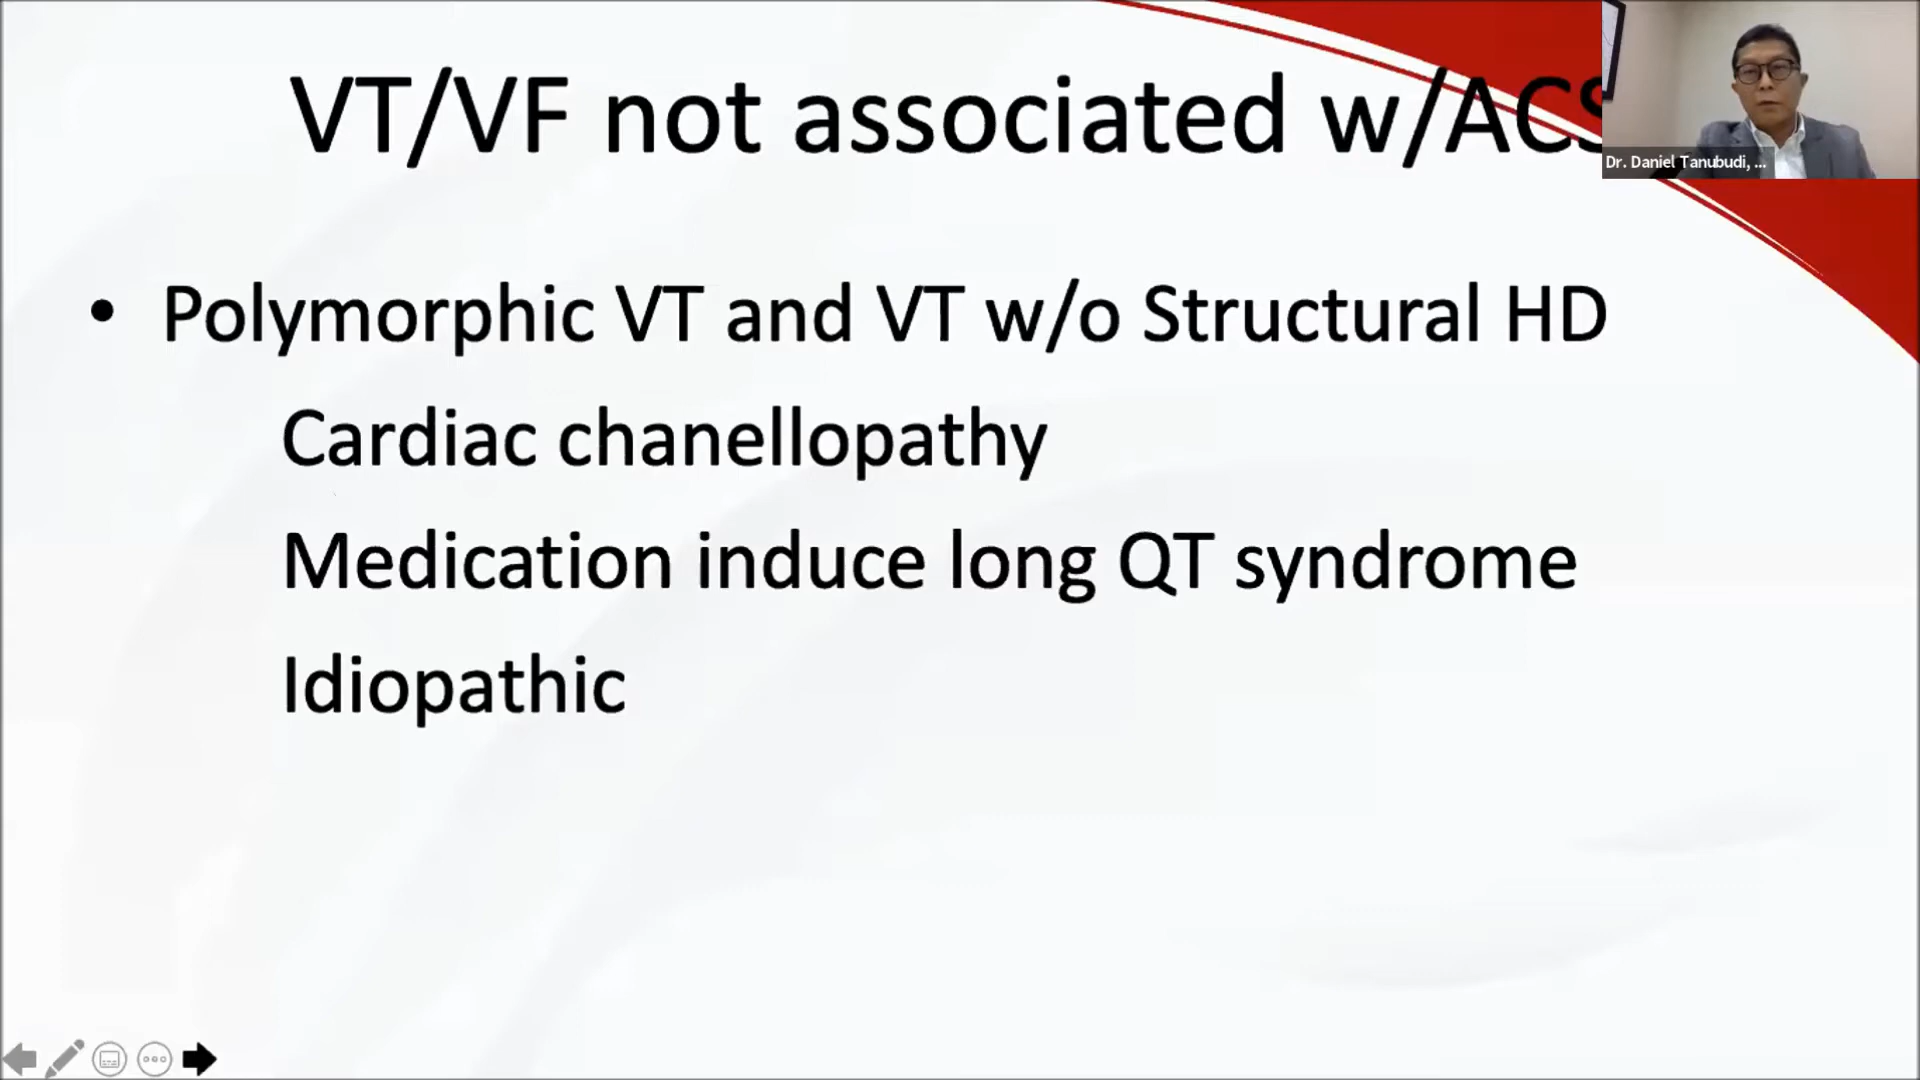 VT/VF not associated w/ACS
Dr. Daniel Tanubudi, ...
• Polymorphic VT and VT w/o Structural HD
Cardiac chanellopathy
Medication induce long QT syndrome
Idiopathic